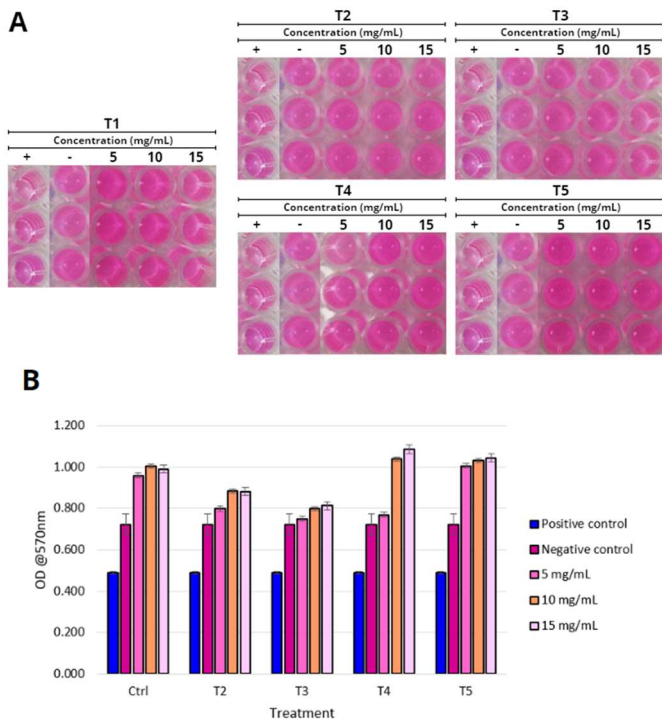 A
T1
Concentration (mg/mL)
+ - 5 10 15
T2
Concentration (mg/mL)
+ - 5 10 15
T3
Concentration (mg/mL)
+ - 5 10 15
T4
Concentration (mg/mL)
+ - 5 10 15
T5
Concentration (mg/mL)
+ - 5 10 15
B
OD @570nm
1.200
1.000
0.800
0.600
0.400
0.200
0.000
Ctrl T2 T3 T4 T5
Treatment
Positive control
Negative control
5 mg/mL
10 mg/mL
15 mg/mL